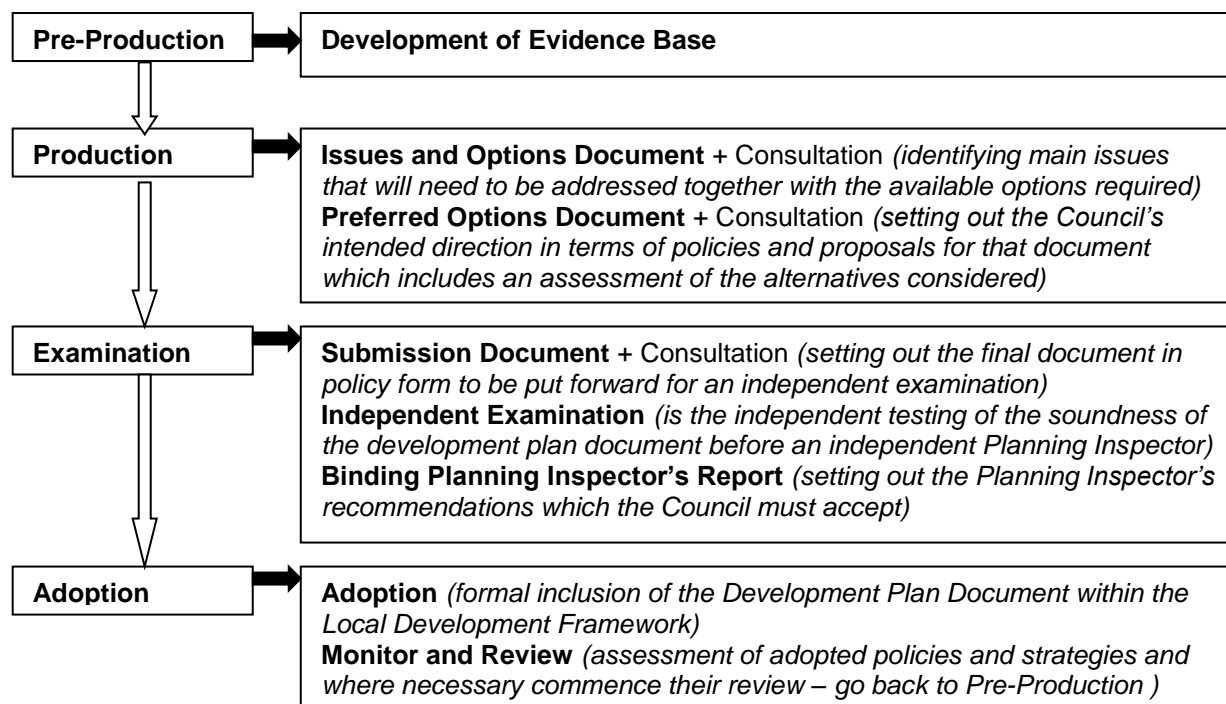 Pre-Production
Development of Evidence Base
Production
Issues and Options Document + Consultation (identifying main issues
that will need to be addressed together with the available options required)
Preferred Options Document + Consultation (setting out the Council's
intended direction in terms of policies and proposals for that document
which includes an assessment of the alternatives considered)
Examination
Submission Document + Consultation (setting out the final document in
policy form to be put forward for an independent examination)
Independent Examination (is the independent testing of the soundness of
the development plan document before an independent Planning Inspector)
Binding Planning Inspector's Report (setting out the Planning Inspector's
recommendations which the Council must accept)
Adoption
Adoption (formal inclusion of the Development Plan Document within the
Local Development Framework)
Monitor and Review (assessment of adopted policies and strategies and
where necessary commence their review – go back to Pre-Production )